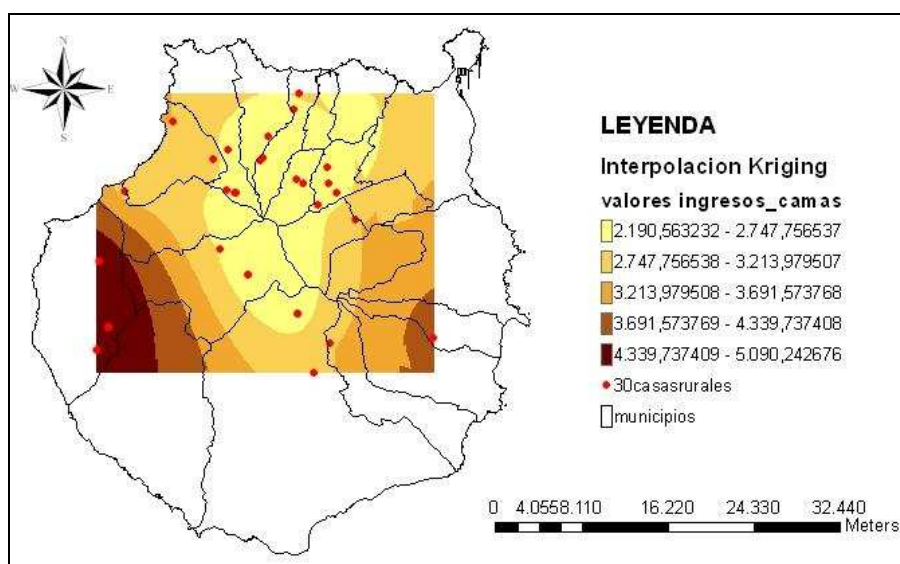 N
W E
S
LEYENDA
Interpolacion Kriging
valores ingresos_camas
2.190,563232 - 2.747,756537
2.747,756538 - 3.213,979507
3.213,979508 - 3.691,573768
3.691,573769 - 4.339,737408
4.339,737409 - 5.090,242676
30casasrurales
municipios
0 4.0558.110 16.220 24.330 32.440
Meters